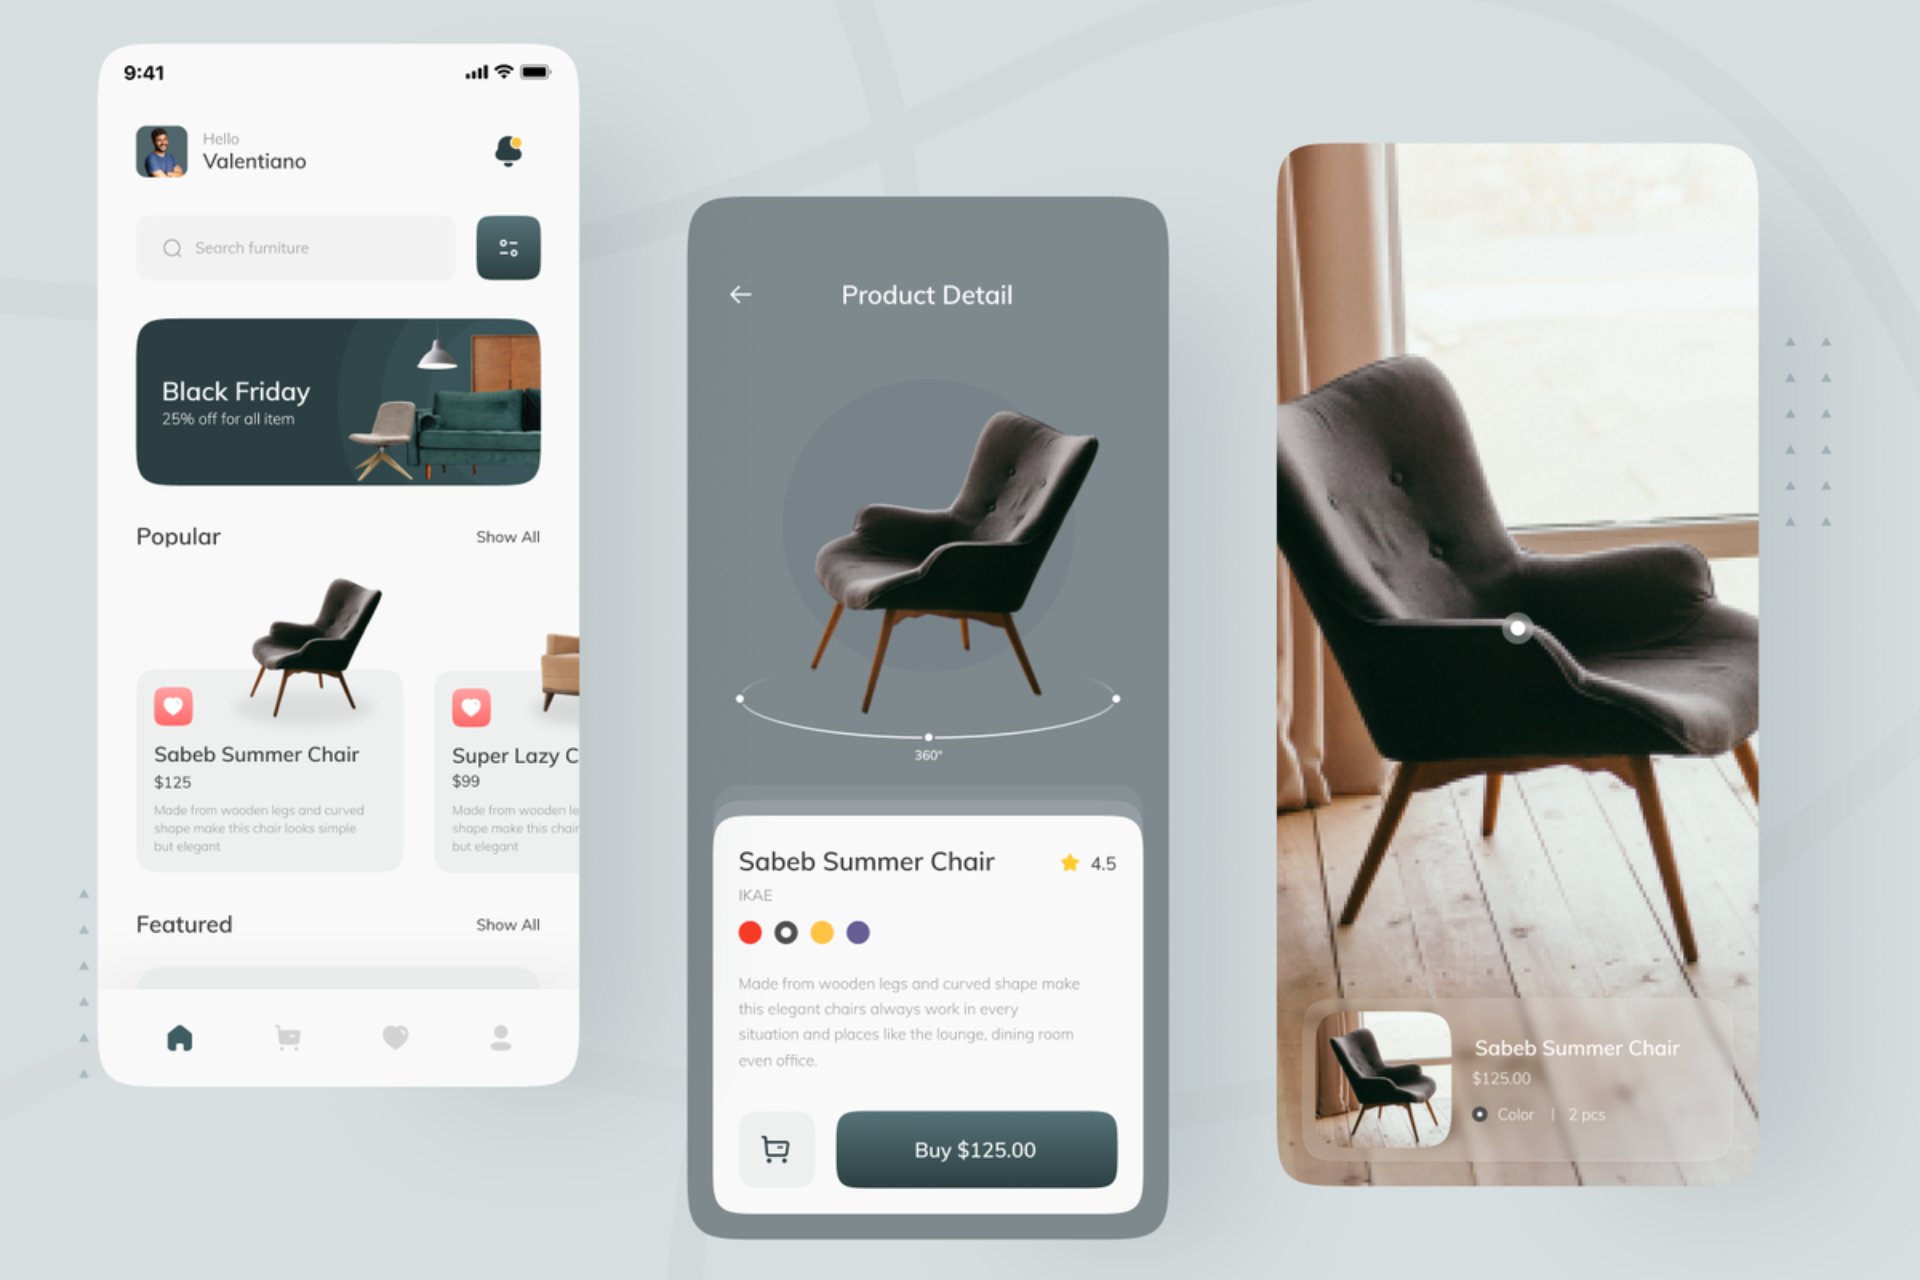 9:41
Hello
Valentiano
Search furniture
Black Friday
25% off for all item
Popular
Show All
Sabeb Summer Chair
$125
Made from wooden legs and curved
shape make this chair looks simple
but elegant
Super Lazy C
$99
Made from wooden le
shape make this chair
but elegant
Featured
Show All
Product Detail
360°
Sabeb Summer Chair
4.5
IKAE
Made from wooden legs and curved shape make
this elegant chairs always work in every
situation and places like the lounge, dining room
even office.
Buy $125.00
Sabeb Summer Chair
$125.00
Color | 2 pcs